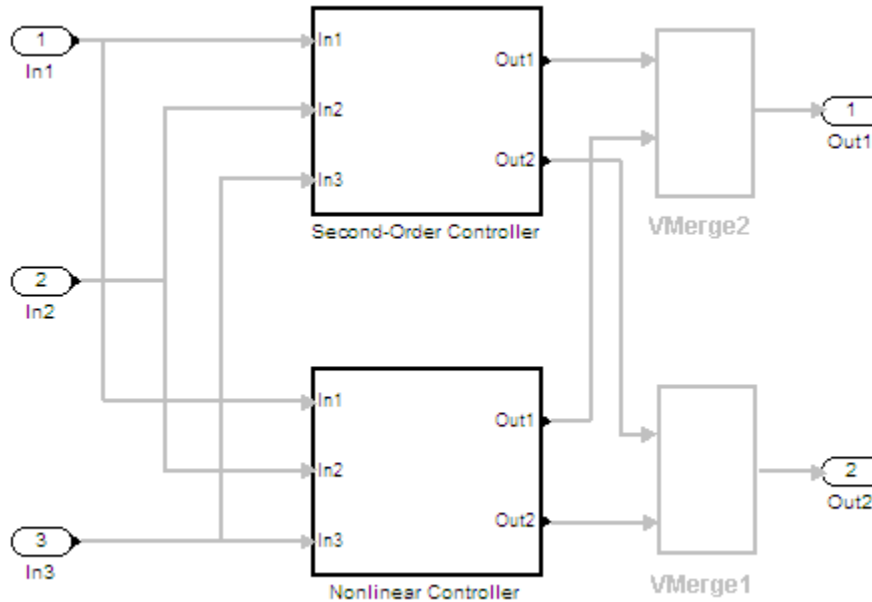 1
In1
In1
In2
In3
Out1
Out2
Second-Order Controller
VMerge2
1
Out1
2
In2
In1
In2
In3
Out1
Out2
Nonlinear Controller
VMerge1
2
Out2
3
In3